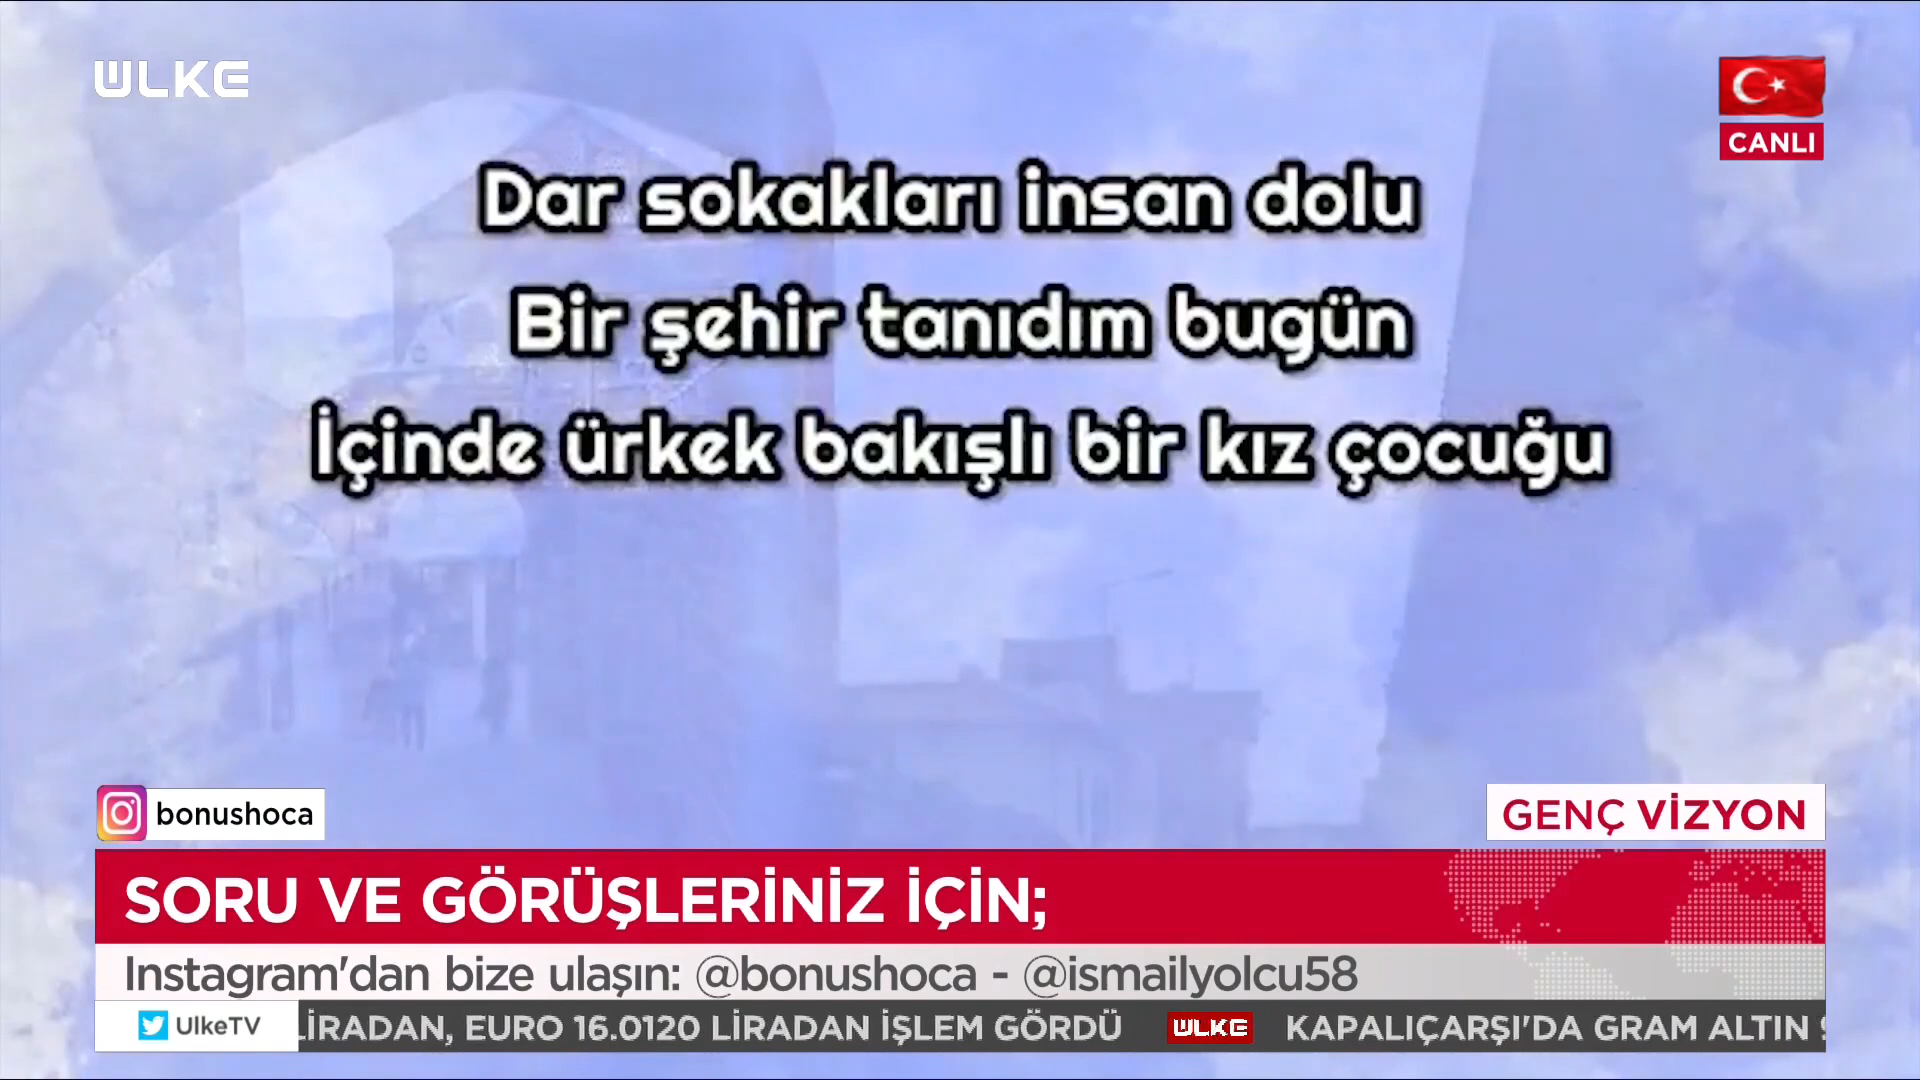 ULKE
CANLI
Dar sokakları insan dolu
Bir şehir tanıdım bugün
İçinde ürkek bakışlı bir kız çocuğu
bonushoca
GENÇ VİZYON
SORU VE GÖRÜŞLERİNİZ İÇİN;
Instagram'dan bize ulaşın: @bonushoca - @ismailyolcu58
UlkeTV LİRADAN, EURO 16.0120 LİRADAN İŞLEM GÖRDÜ ULKE KAPALIÇARŞI'DA GRAM ALTIN